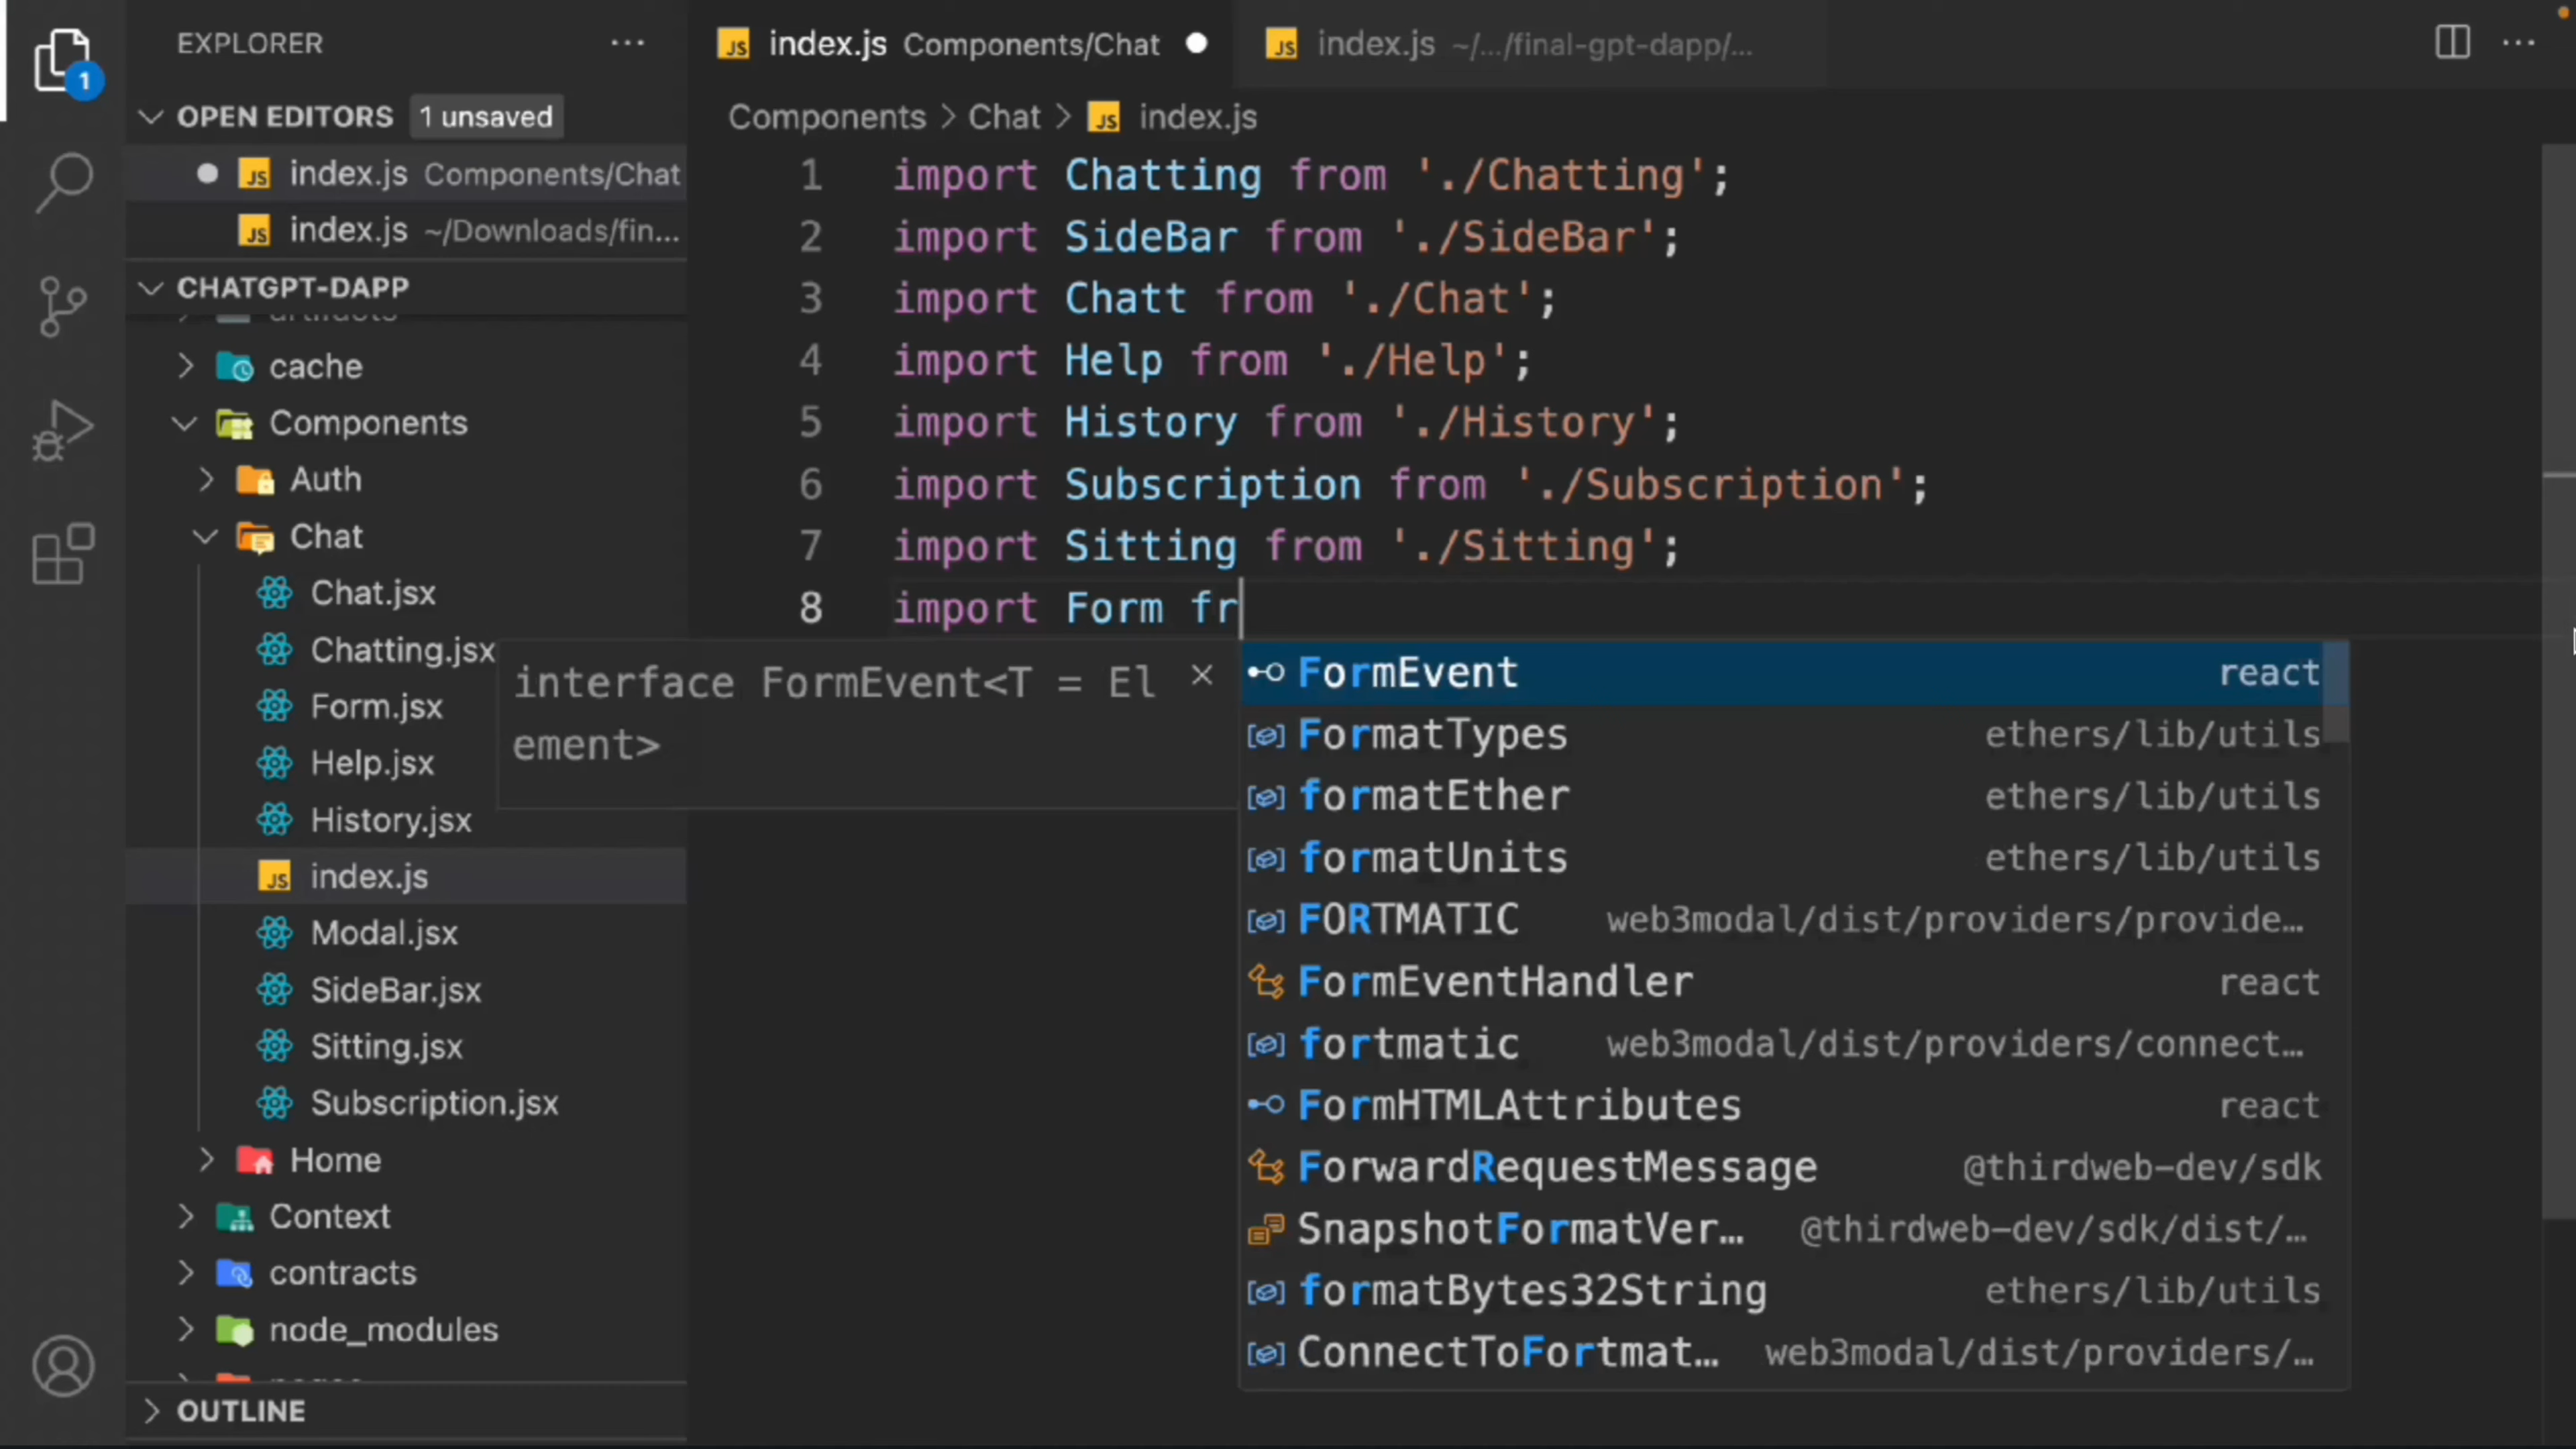 EXPLORER
OPEN EDITORS 1 unsaved
index.js Components/Chat
index.js ~/Downloads/fin...
CHATGPT-DAPP
artifacts
cache
Components
Auth
Chat
Chat.jsx
Chatting.jsx
Form.jsx
Help.jsx
History.jsx
index.js
Modal.jsx
SideBar.jsx
Sitting.jsx
Subscription.jsx
Home
Context
contracts
node_modules
pages
OUTLINE
1
index.js Components/Chat
index.js ~/.../final-gpt-dapp/...
Components > Chat > JS index.js
1 import Chatting from './Chatting';
2 import SideBar from './SideBar';
3 import Chatt from './Chat';
4 import Help from './Help';
5 import History from './History';
6 import Subscription from './Subscription';
7 import Sitting from './Sitting';
8 import Form fr
interface FormEvent<T = El
ement>
FormEvent react
FormatTypes ethers/lib/utils
formatEther ethers/lib/utils
formatUnits ethers/lib/utils
FORTMATIC web3modal/dist/providers/provide...
FormEventHandler react
fortmatic web3modal/dist/providers/connect...
FormHTMLAttributes react
ForwardRequestMessage @thirdweb-dev/sdk
SnapshotFormatVer... @thirdweb-dev/sdk/dist/...
formatBytes32String ethers/lib/utils
ConnectToFortmat... web3modal/dist/providers/...